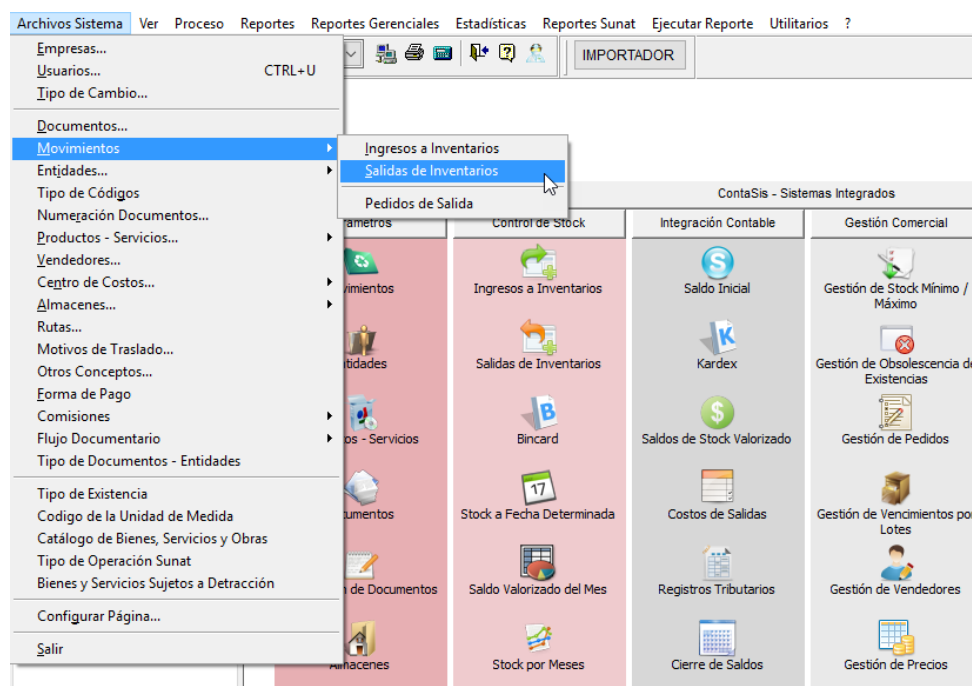 Archivos Sistema Ver Proceso Reportes Reportes Gerenciales Estadísticas Reportes Sunat Ejecutar Reporte Utilitarios ?
IMPORTADOR
Empresas...
Usuarios... CTRL+U
Tipo de Cambio...
Documentos...
Movimientos
Entidades...
Tipo de Códigos
Numeración Documentos...
Productos - Servicios...
Vendedores...
Centro de Costos...
Almacenes...
Rutas...
Motivos de Traslado...
Otros Conceptos...
Forma de Pago
Comisiones
Flujo Documentario
Tipo de Documentos - Entidades
Tipo de Existencia
Codigo de la Unidad de Medida
Catálogo de Bienes, Servicios y Obras
Tipo de Operación Sunat
Bienes y Servicios Sujetos a Detracción
Configurar Página...
Salir
Ingresos a Inventarios
Salidas de Inventarios
Pedidos de Salida
ContaSis - Sistemas Integrados
arametros Control de Stock Integración Contable Gestión Comercial
vimientos Ingresos a Inventarios Saldo Inicial Gestión de Stock Mínimo /
Máximo
tidades Salidas de Inventarios Kardex Gestión de Obsolescencia de
Existencias
os - Servicios Bincard Saldos de Stock Valorizado Gestión de Pedidos
17
umentos Stock a Fecha Determinada Costos de Salidas Gestión de Vencimientos por
Lotes
n de Documentos Saldo Valorizado del Mes Registros Tributarios Gestión de Vendedores
Almacenes Stock por Meses Cierre de Saldos Gestión de Precios